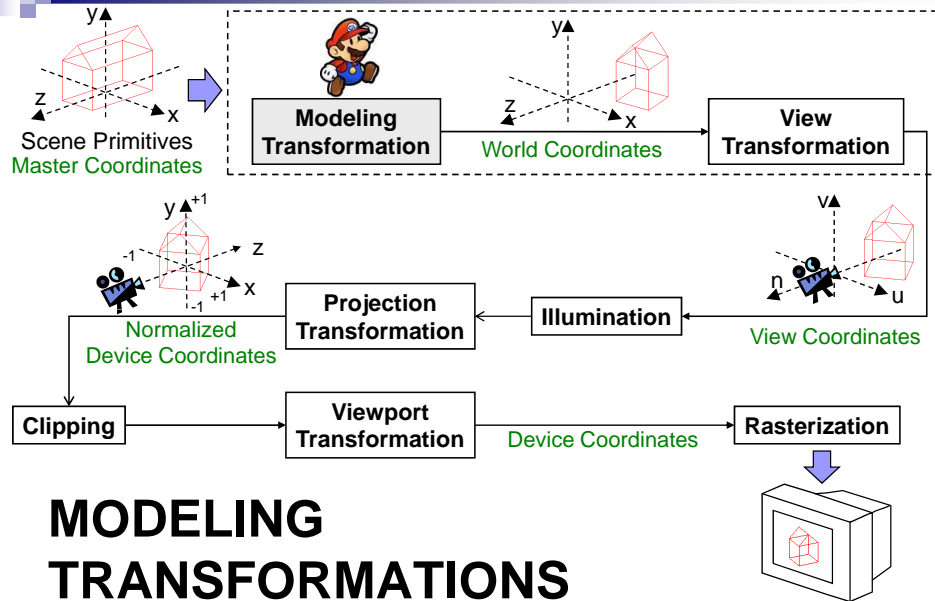 y
z
x
Scene Primitives
Master Coordinates
Modeling
Transformation
y
z
x
World Coordinates
View
Transformation
v
n
u
View Coordinates
Illumination
Projection
Transformation
y
+1
-1
z
x
-1
+1
Normalized
Device Coordinates
Clipping
Viewport
Transformation
Device Coordinates
Rasterization
MODELING
TRANSFORMATIONS